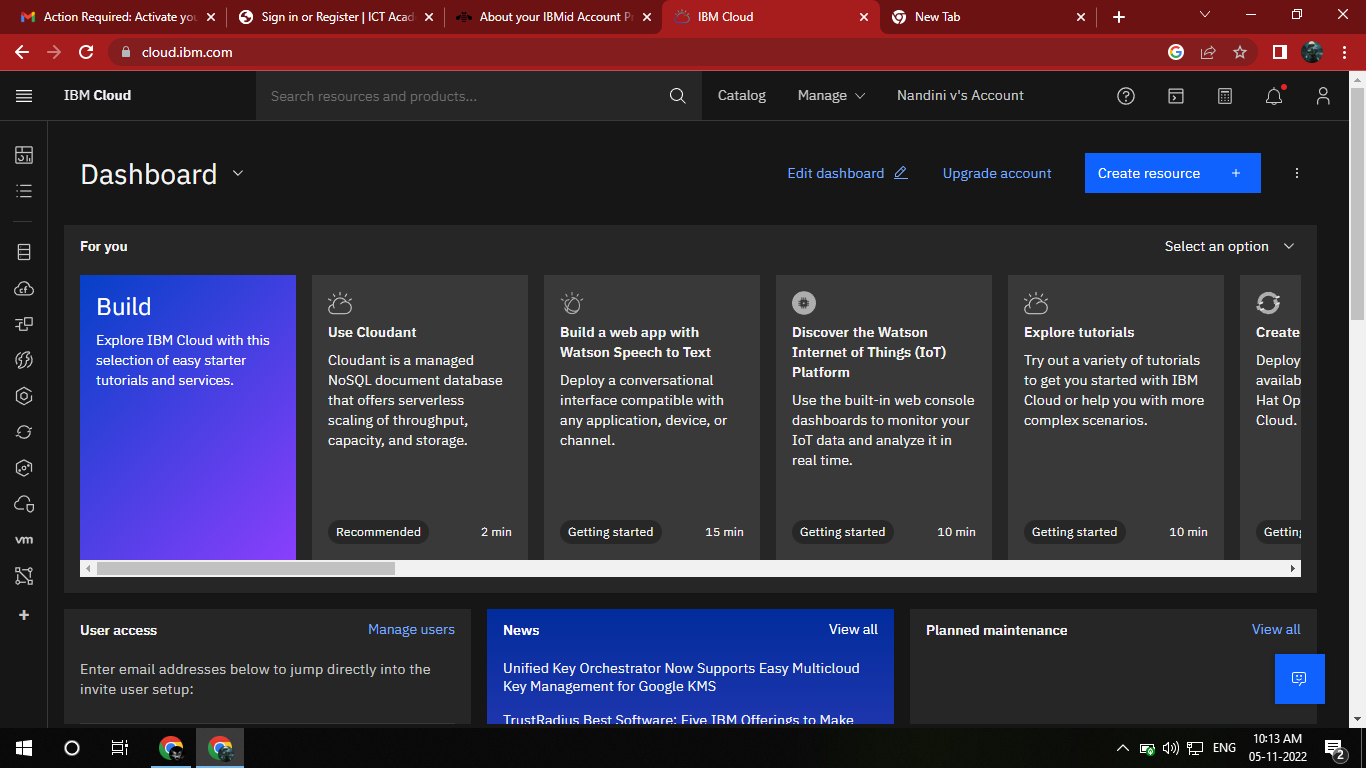 Action Required: Activate you
Sign in or Register | ICT Acad
About your IBMid Account Pr
IBM Cloud
New Tab
cloud.ibm.com
IBM Cloud
Search resources and products...
Catalog
Manage
Nandini v's Account
Dashboard
Edit dashboard
Upgrade account
Create resource +
For you
Select an option
Build
Explore IBM Cloud with this
selection of easy starter
tutorials and services.
Use Cloudant
Cloudant is a managed
NoSQL document database
that offers serverless
scaling of throughput,
capacity, and storage.
Recommended
2 min
Build a web app with
Watson Speech to Text
Deploy a conversational
interface compatible with
any application, device, or
channel.
Getting started
15 min
Discover the Watson
Internet of Things (IoT)
Platform
Use the built-in web console
dashboards to monitor your
IoT data and analyze it in
real time.
Getting started
10 min
Explore tutorials
Try out a variety of tutorials
to get you started with IBM
Cloud or help you with more
complex scenarios.
Getting started
10 min
Create
Deploy
availab
Hat Op
Cloud.
Getting
cf
vm
User access
Manage users
Enter email addresses below to jump directly into the
invite user setup:
News
View all
Unified Key Orchestrator Now Supports Easy Multicloud
Key Management for Google KMS
TrustRadius Best Software: Five IBM Offerings to Make
Planned maintenance
View all
ENG
10:13 AM
05-11-2022
2